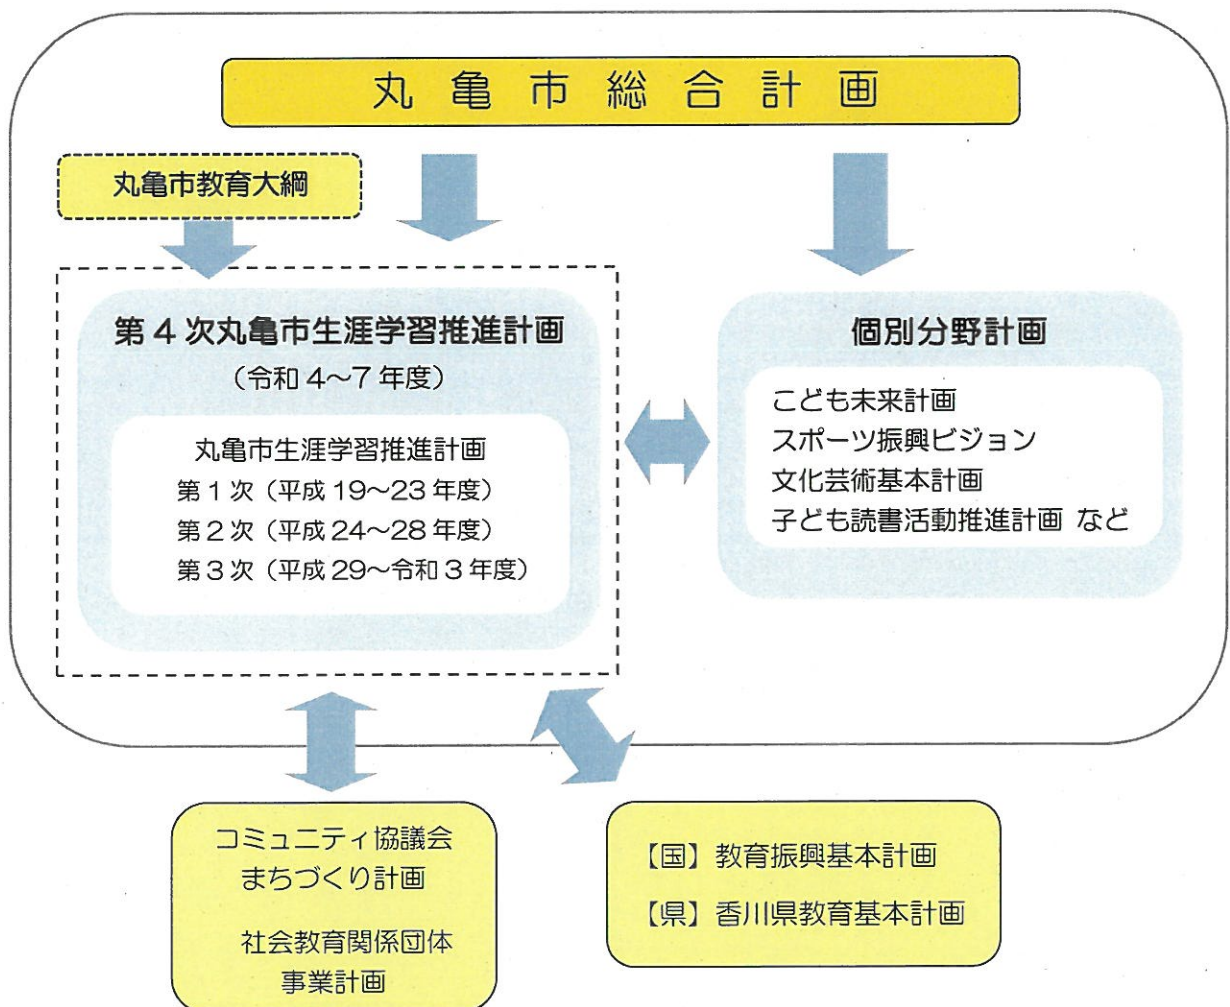 丸亀市総合計画
丸亀市教育大綱
第4次丸亀市生涯学習推進計画
（令和4～7年度）
丸亀市生涯学習推進計画
第1次（平成19～23年度）
第2次（平成24～28年度）
第3次（平成29～令和3年度）
個別分野計画
こども未来計画
スポーツ振興ビジョン
文化芸術基本計画
子ども読書活動推進計画 など
コミュニティ協議会
まちづくり計画
社会教育関係団体
事業計画
【国】教育振興基本計画
【県】香川県教育基本計画